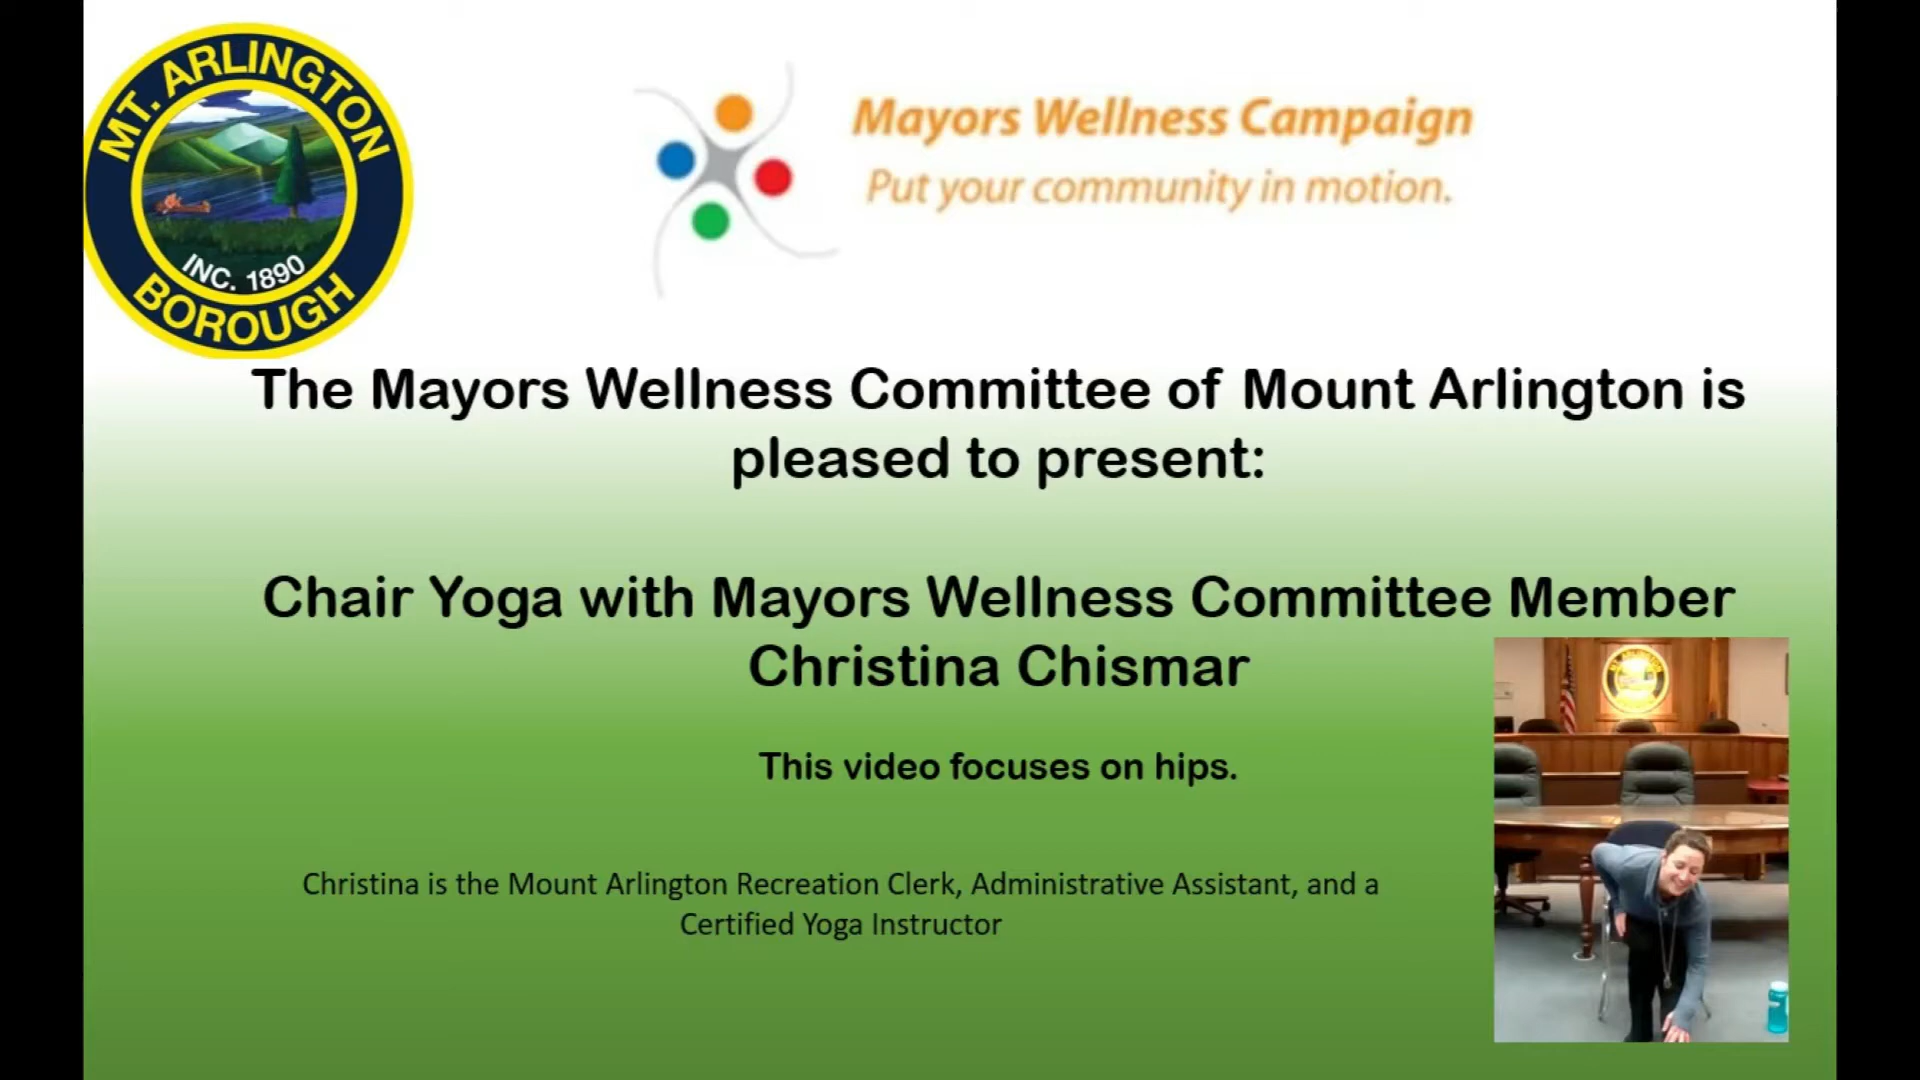 MT. ARLINGTON
INC. 1890
BOROUGH
Mayors Wellness Campaign
Put your community in motion.
The Mayors Wellness Committee of Mount Arlington is
pleased to present:
Chair Yoga with Mayors Wellness Committee Member
Christina Chismar
This video focuses on hips.
Christina is the Mount Arlington Recreation Clerk, Administrative Assistant, and a
Certified Yoga Instructor
MT. ARLINGTON